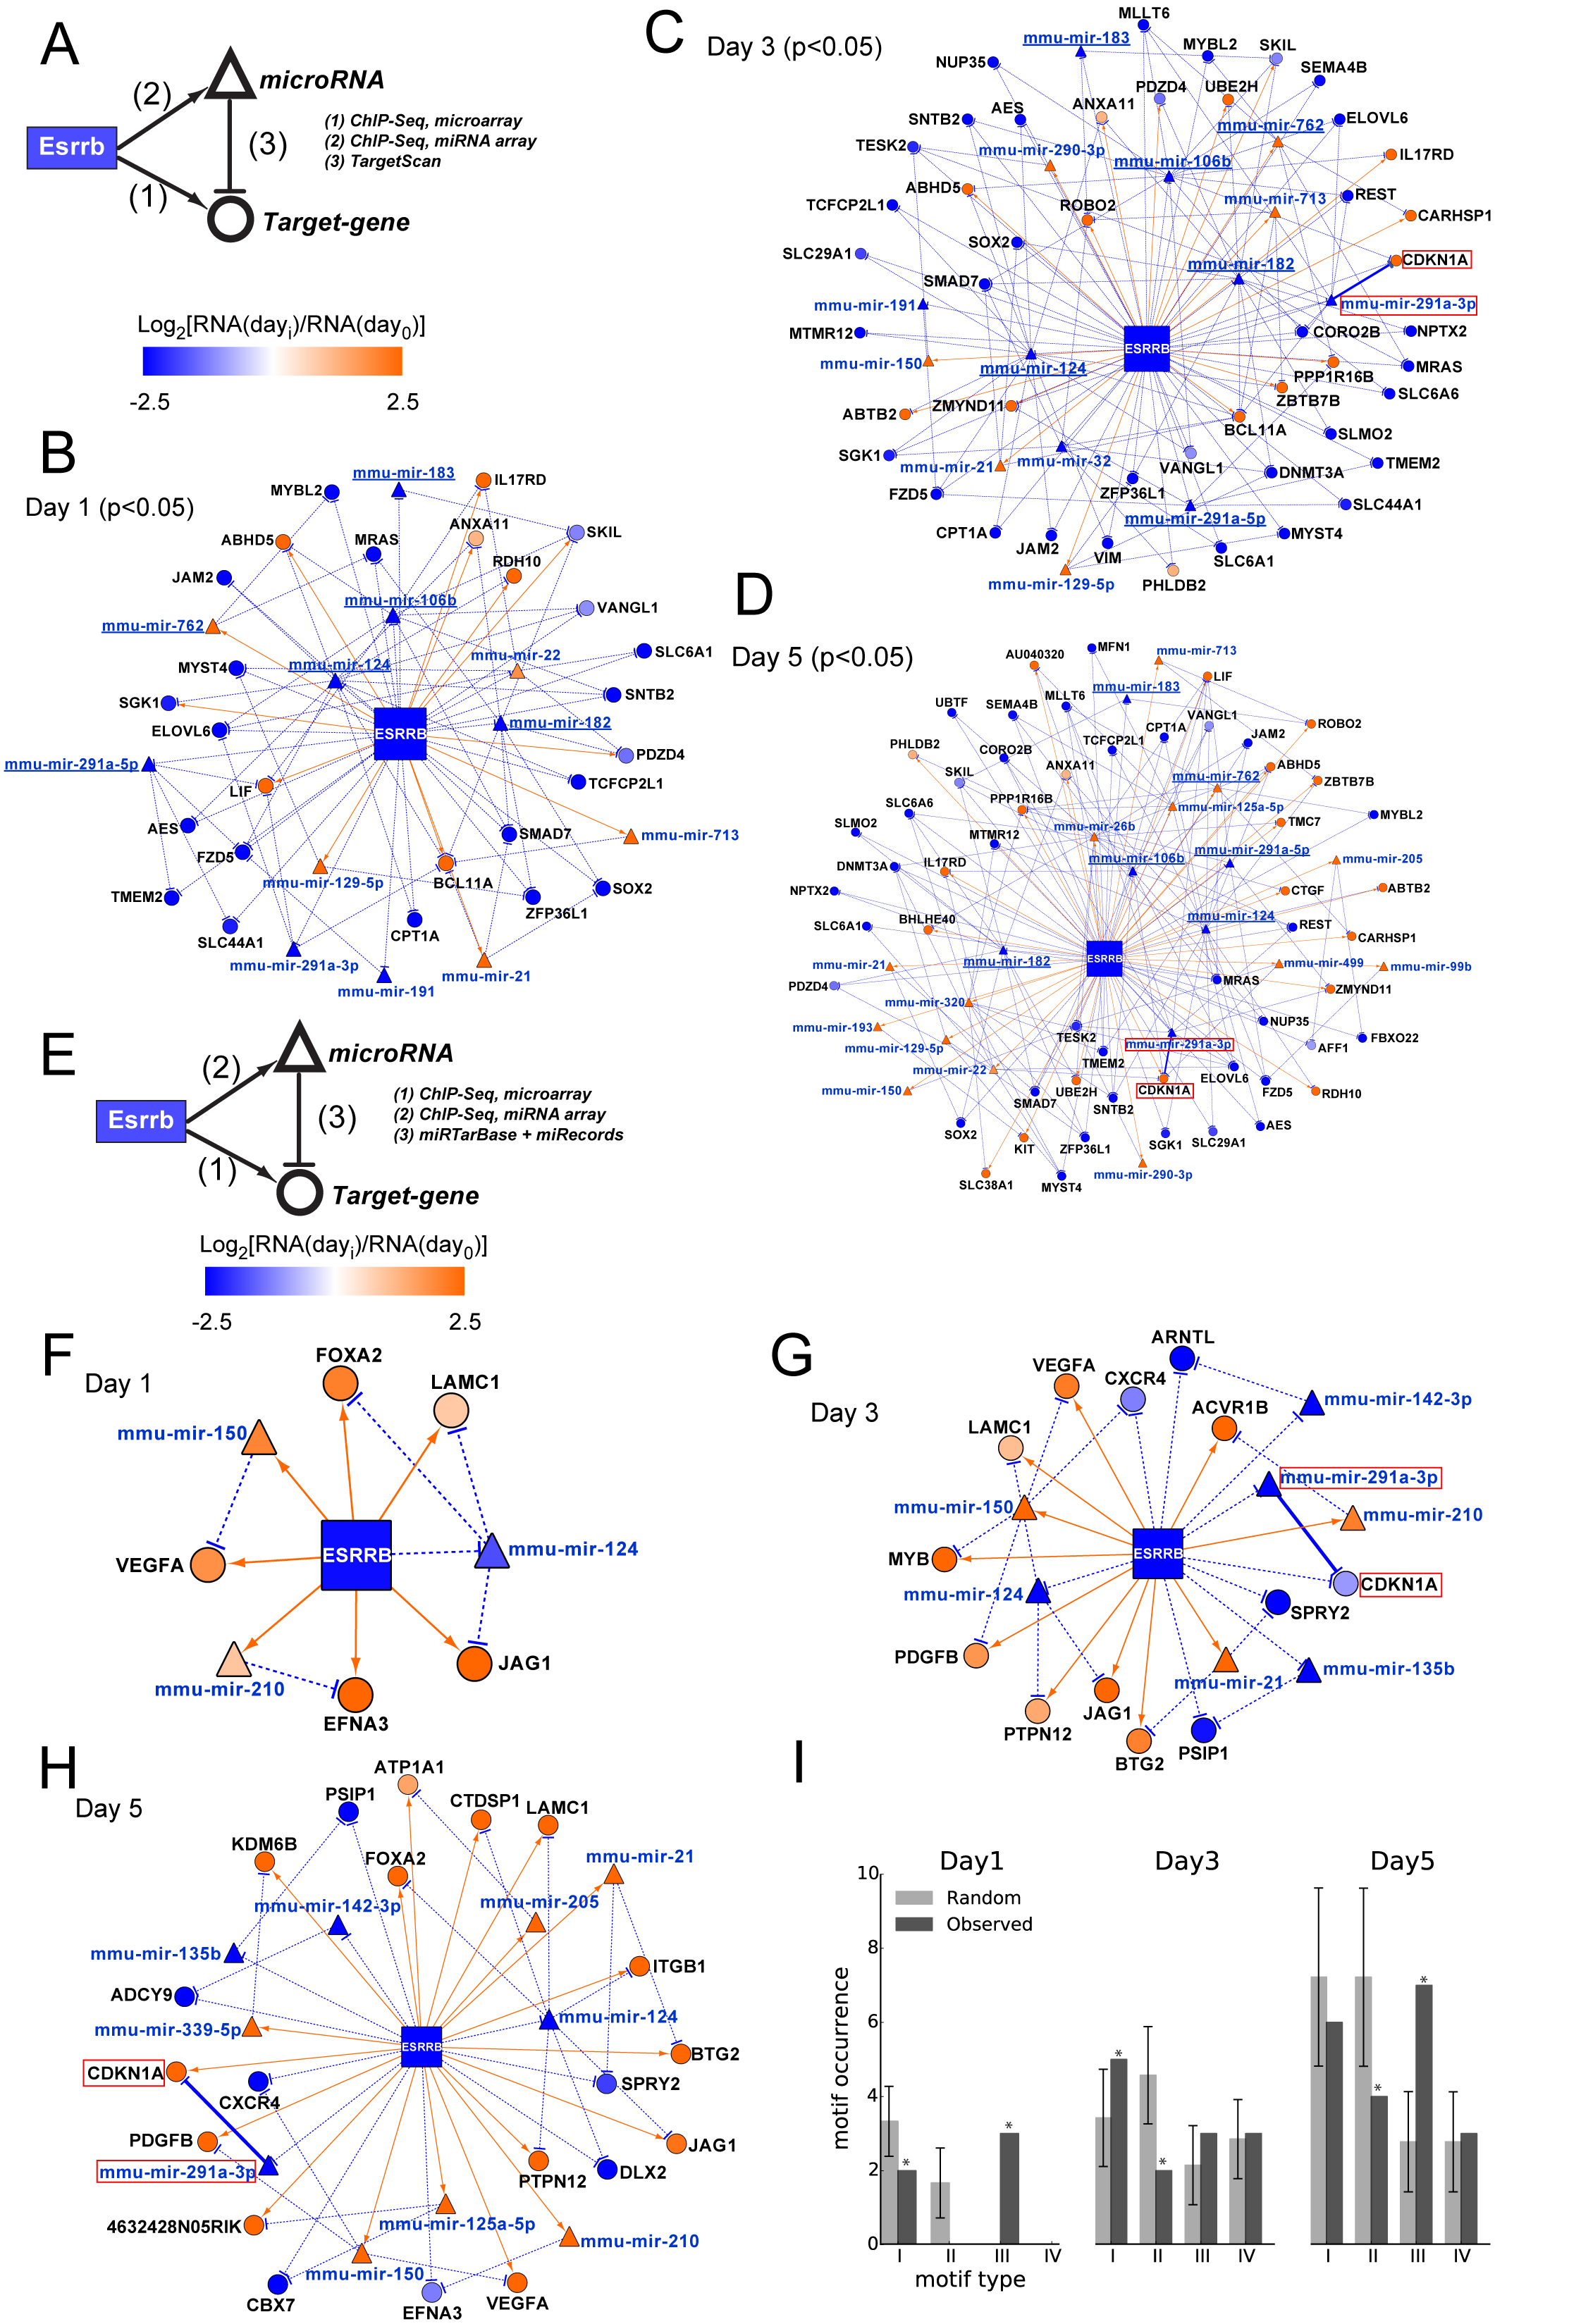 A
microRNA
(2)
Esrrb
(3)
(1)
Target-gene
(1) ChIP-Seq, microarray
(2) ChIP-Seq, miRNA array
(3) TargetScan
Log2[RNA(dayi)/RNA(day0)]
-2.5
2.5
B
Day 1 (p<0.05)
mmu-mir-183
IL17RD
MYBL2
ANXA11
SKIL
ABHD5
MRAS
RDH10
JAM2
mmu-mir-106b
VANGL1
mmu-mir-762
mmu-mir-22
SLC6A1
MYST4
mmu-mir-124
SNTB2
SGK1
mmu-mir-182
ELOVL6
ESRRB
PDZD4
mmu-mir-291a-5p
TCFCP2L1
LIF
AES
SMAD7
mmu-mir-713
FZD5
BCL11A
mmu-mir-129-5p
SOX2
TMEM2
ZFP36L1
SLC44A1
CPT1A
mmu-mir-291a-3p
mmu-mir-21
mmu-mir-191
C
Day 3 (p<0.05)
MLLT6
mmu-mir-183
MYBL2
SKIL
NUP35
SEMA4B
PDZD4
UBE2H
ANXA11
AES
SNTB2
ELOVL6
mmu-mir-762
TESK2
mmu-mir-290-3p
mmu-mir-106b
IL17RD
ABHD5
REST
TCFCP2L1
ROBO2
mmu-mir-713
CARHSP1
SOX2
SLC29A1
mmu-mir-182
CDKN1A
SMAD7
mmu-mir-191
mmu-mir-291a-3p
MTMR12
CORO2B
NPTX2
ESRRB
mmu-mir-150
mmu-mir-124
PPP1R16B
MRAS
ZBTB7B
SLC6A6
ABTB2
ZMYND11
BCL11A
SLMO2
SGK1
mmu-mir-21
mmu-mir-32
VANGL1
DNMT3A
TMEM2
FZD5
ZFP36L1
SLC44A1
mmu-mir-291a-5p
CPT1A
JAM2
VIM
SLC6A1
MYST4
mmu-mir-129-5p
PHLDB2
D
Day 5 (p<0.05)
MFN1
AU040320
mmu-mir-713
LIF
mmu-mir-183
MLLT6
UBTF
SEMA4B
VANGL1
ROBO2
CPT1A
JAM2
TCFCP2L1
PHLDB2
CORO2B
ANXA11
ABHD5
SKIL
mmu-mir-762
ZBTB7B
PPP1R16B
SLC6A6
mmu-mir-125a-5p
MYBL2
SLMO2
mmu-mir-26b
TMC7
MTMR12
mmu-mir-291a-5p
DNMT3A
IL17RD
mmu-mir-106b
mmu-mir-205
NPTX2
CTGF
ABTB2
SLC6A1
BHLHE40
mmu-mir-124
REST
CARHSP1
mmu-mir-21
mmu-mir-182
ESRRB
mmu-mir-499
mmu-mir-99b
PDZD4
MRAS
ZMYND11
mmu-mir-320
mmu-mir-193
NUP35
TESK2
FBXO22
mmu-mir-129-5p
mmu-mir-291a-3p
AFF1
TMEM2
mmu-mir-22
ELOVL6
mmu-mir-150
UBE2H
CDKN1A
FZD5
RDH10
SMAD7
SNTB2
AES
SOX2
KIT
ZFP36L1
SGK1
SLC29A1
SLC38A1
MYST4
mmu-mir-290-3p
E
microRNA
(2)
Esrrb
(3)
(1)
Target-gene
(1) ChIP-Seq, microarray
(2) ChIP-Seq, miRNA array
(3) miRTarBase + miRecords
Log2[RNA(dayi)/RNA(day0)]
-2.5
2.5
F
Day 1
FOXA2
LAMC1
mmu-mir-150
ESRRB
mmu-mir-124
VEGFA
JAG1
mmu-mir-210
EFNA3
G
Day 3
ARNTL
VEGFA
CXCR4
mmu-mir-142-3p
ACVR1B
LAMC1
mmu-mir-291a-3p
mmu-mir-150
mmu-mir-210
ESRRB
MYB
CDKN1A
mmu-mir-124
SPRY2
PDGFB
mmu-mir-135b
mmu-mir-21
JAG1
PTPN12
PSIP1
BTG2
H
Day 5
ATP1A1
PSIP1
CTDSP1
LAMC1
KDM6B
FOXA2
mmu-mir-21
mmu-mir-142-3p
mmu-mir-205
mmu-mir-135b
ITGB1
ADCY9
mmu-mir-339-5p
mmu-mir-124
ESRRB
BTG2
CDKN1A
CXCR4
SPRY2
PDGFB
JAG1
mmu-mir-291a-3p
PTPN12
DLX2
4632428N05RIK
mmu-mir-125a-5p
mmu-mir-210
mmu-mir-150
CBX7
EFNA3
VEGFA
I
Day1
Day3
Day5
Random
Observed
motif occurrence
10
8
6
4
2
0
* * * * * *
I II III IV
I II III IV
I II III IV
motif type